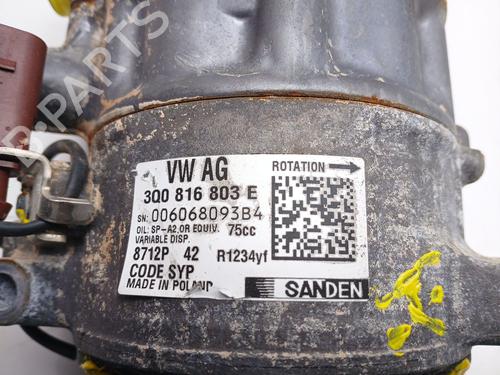 VW AG
ROTATION
3Q0 816 803 E
SN: 006068093B4
OIL: SP-A2,OR EQUIV. 75cc
VARIABLE DISP.
8712P 42 R1234yf
CODE SYP
MADE IN POLAND
SANDEN